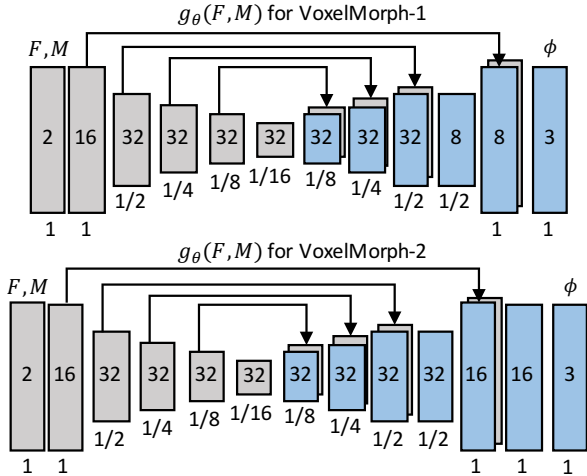 g_θ(F, M) for VoxelMorph-1
F, M ϕ
2 16 32 32 32 32 32 32 32 8 8 3
1 1 1/2 1/4 1/8 1/16 1/8 1/4 1/2 1/2 1 1
g_θ(F, M) for VoxelMorph-2
F, M ϕ
2 16 32 32 32 32 32 32 32 32 16 16 3
1 1 1/2 1/4 1/8 1/16 1/8 1/4 1/2 1/2 1 1 1